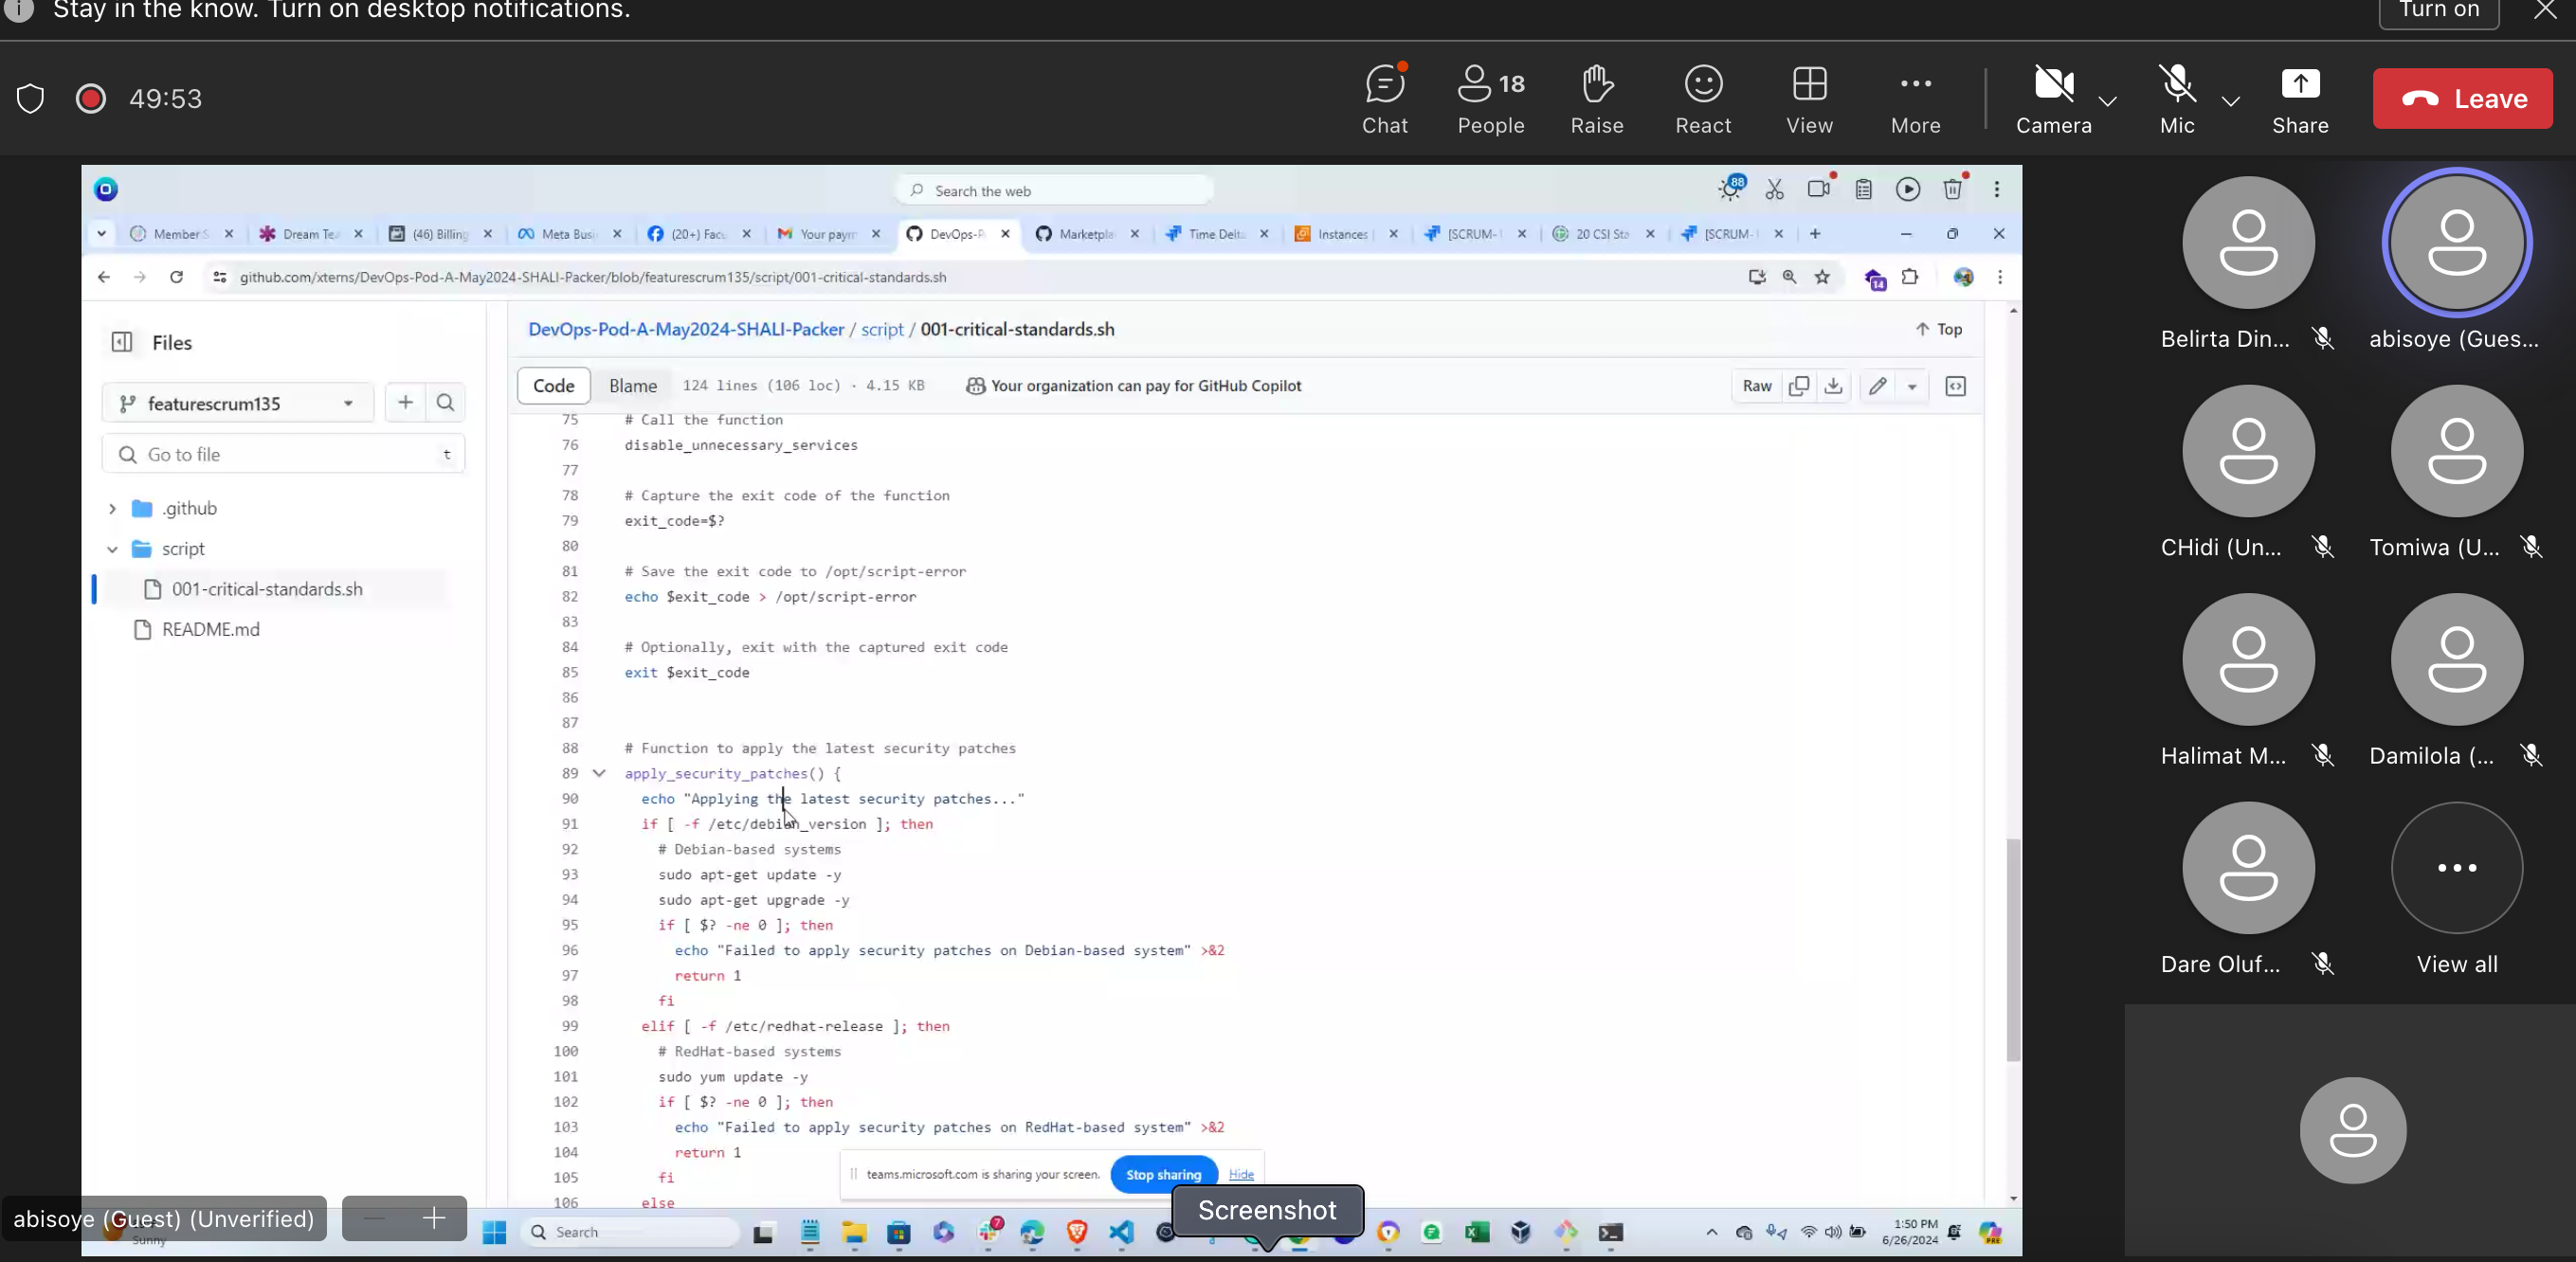 Stay in the know. Turn on desktop notifications.
Turn on
49:53
Chat
18
People
Raise
React
View
More
Camera
Mic
Share
Leave
Search the web
88
Member S
Dream Te
(46) Billing
Meta Busi
(20+) Fac
Your paym
DevOps-P
Marketpla
Time Delt
Instances
[SCRUM-
20 CSI Sta
[SCRUM-
github.com/xterns/DevOps-Pod-A-May2024-SHALI-Packer/blob/featurescrum135/script/001-critical-standards.sh
14
Files
featurescrum135
Go to file
t
.github
script
001-critical-standards.sh
README.md
DevOps-Pod-A-May2024-SHALI-Packer / script / 001-critical-standards.sh
Top
Code
Blame
124 lines (106 loc) · 4.15 KB
Your organization can pay for GitHub Copilot
Raw
75 # Call the function
76 disable_unnecessary_services
77
78 # Capture the exit code of the function
79 exit_code=$?
80
81 # Save the exit code to /opt/script-error
82 echo $exit_code > /opt/script-error
83
84 # Optionally, exit with the captured exit code
85 exit $exit_code
86
87
88 # Function to apply the latest security patches
89 apply_security_patches() {
90 echo "Applying the latest security patches..."
91 if [ -f /etc/debian_version ]; then
92 # Debian-based systems
93 sudo apt-get update -y
94 sudo apt-get upgrade -y
95 if [ $? -ne 0 ]; then
96 echo "Failed to apply security patches on Debian-based system" >&2
97 return 1
98 fi
99 elif [ -f /etc/redhat-release ]; then
100 # RedHat-based systems
101 sudo yum update -y
102 if [ $? -ne 0 ]; then
103 echo "Failed to apply security patches on RedHat-based system" >&2
104 return 1
105 fi
106 else
teams.microsoft.com is sharing your screen.
Stop sharing
Hide
Screenshot
abisoye (Guest) (Unverified)
Sunny
Search
7
1:50 PM
6/26/2024
PRE
Belirta Din...
abisoye (Gues...
CHidi (Un...
Tomiwa (U...
Halimat M...
Damilola (...
Dare Oluf...
View all